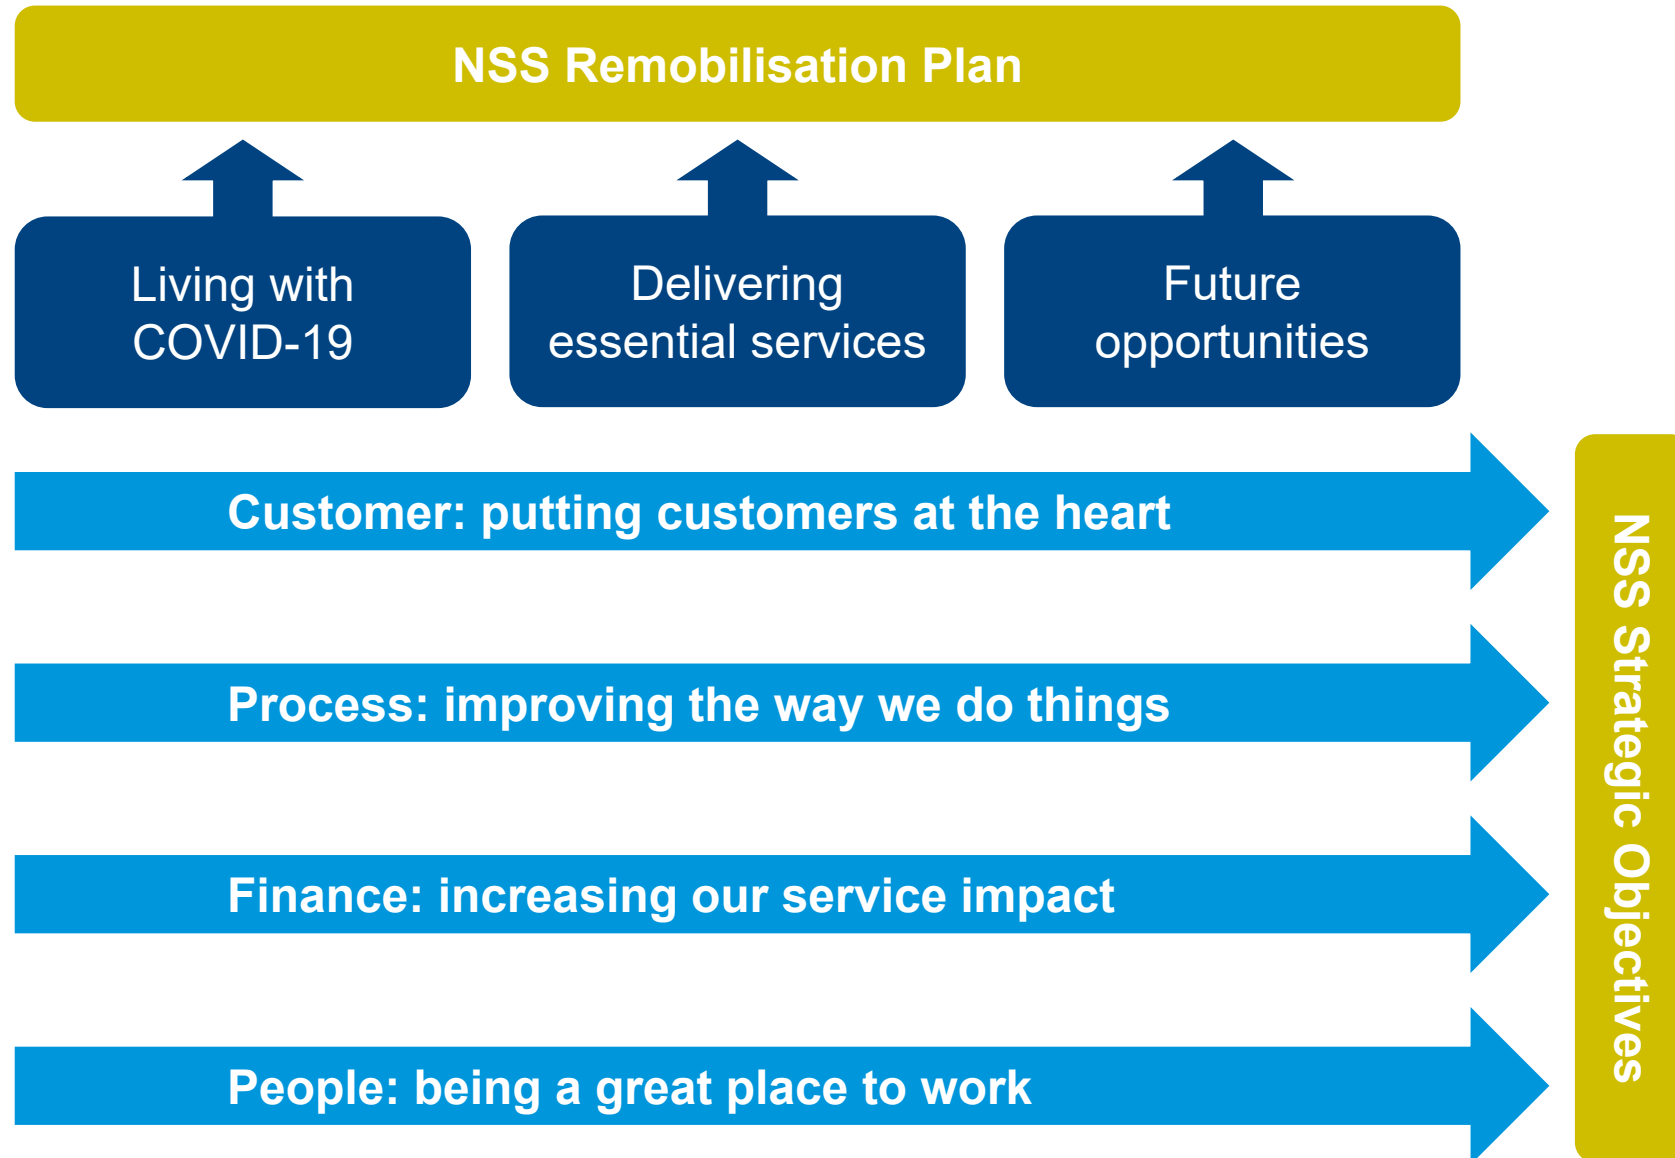 NSS Remobilisation Plan
Living with
COVID-19
Delivering
essential services
Future
opportunities
Customer: putting customers at the heart
Process: improving the way we do things
Finance: increasing our service impact
People: being a great place to work
NSS Strategic Objectives